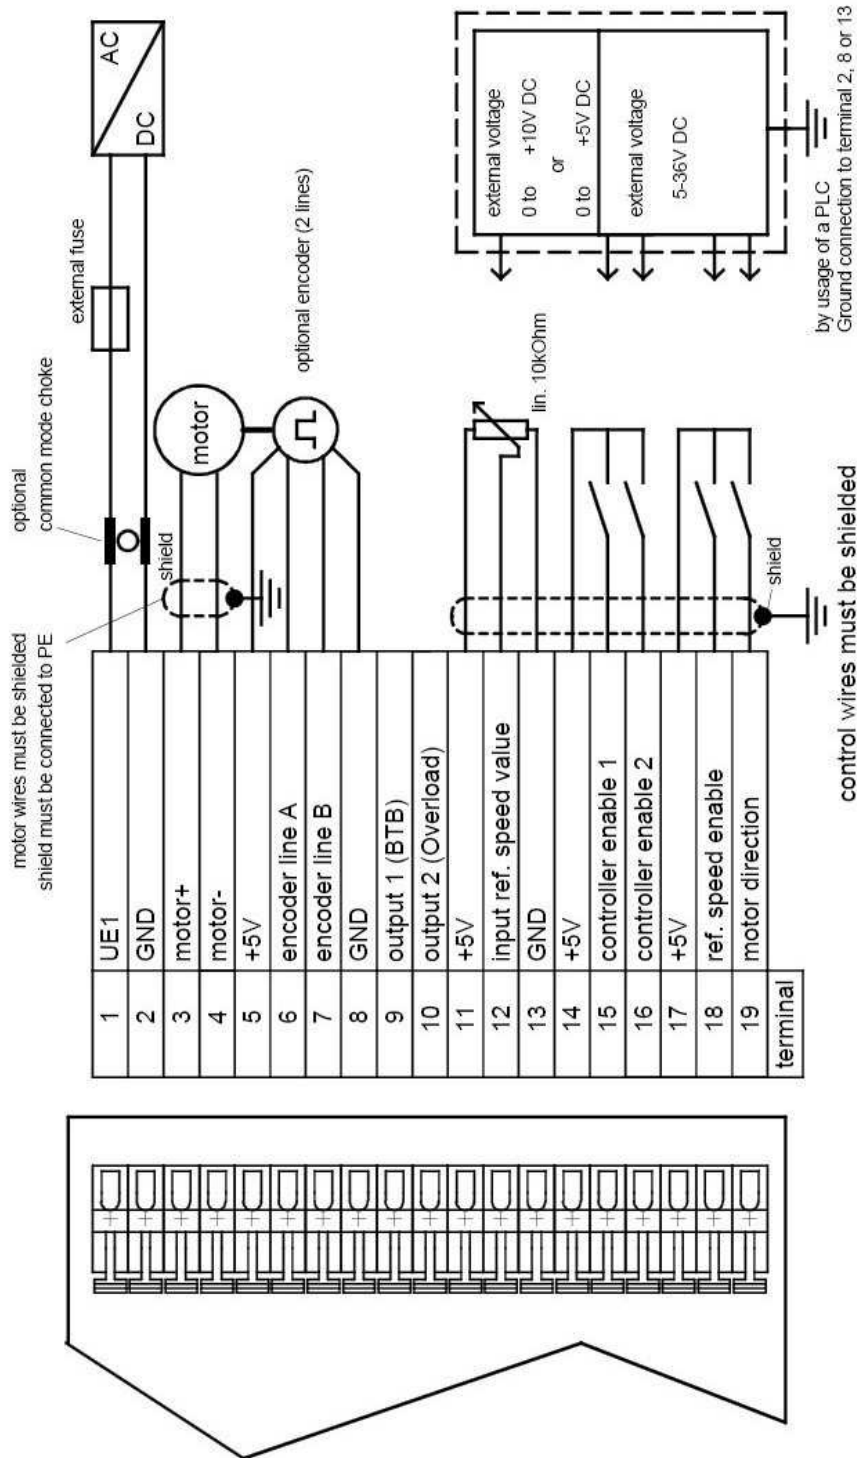 motor wires must be shielded
shield must be connected to PE
optional
common mode choke
external fuse
AC
DC
shield
motor
optional encoder (2 lines)
lin. 10kOhm
shield
external voltage
0 to +10V DC
or
0 to +5V DC
external voltage
5-36V DC
by usage of a PLC
Ground connection to terminal 2, 8 or 13
1 UE1
2 GND
3 motor+
4 motor-
5 +5V
6 encoder line A
7 encoder line B
8 GND
9 output 1 (BTB)
10 output 2 (Overload)
11 +5V
12 input ref. speed value
13 GND
14 +5V
15 controller enable 1
16 controller enable 2
17 +5V
18 ref. speed enable
19 motor direction
terminal
control wires must be shielded